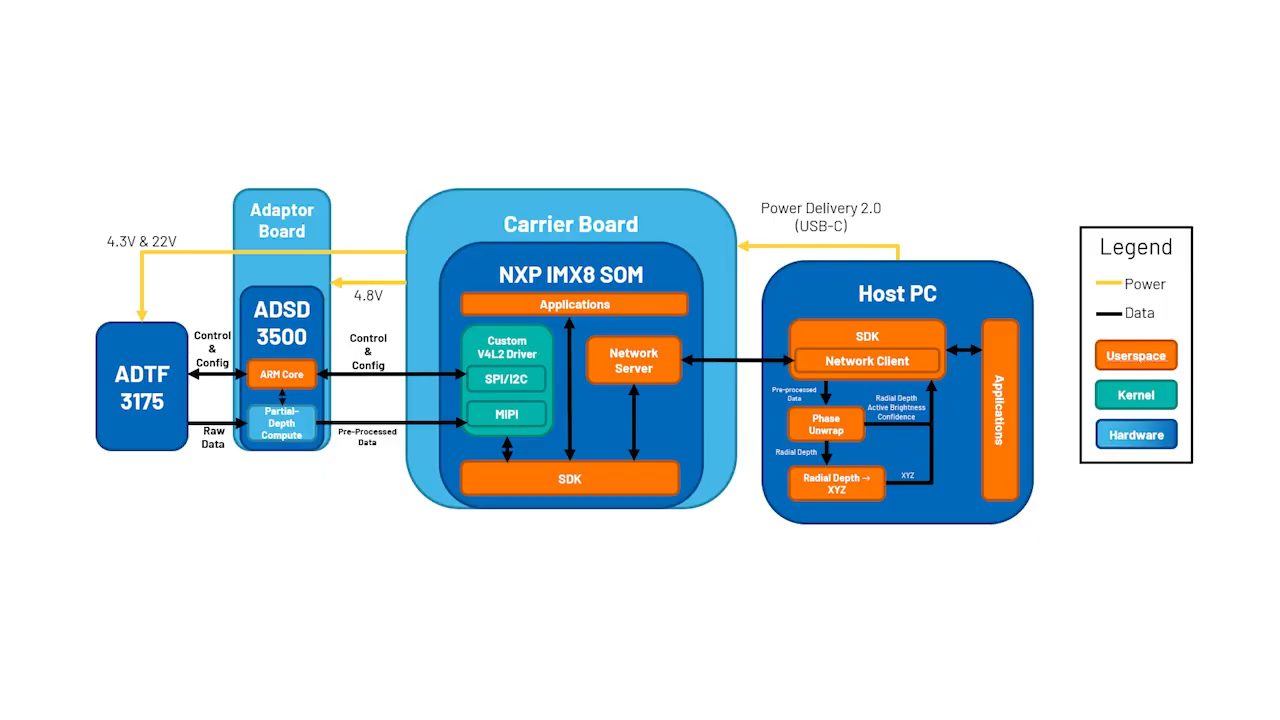 Adaptor
Board
4.3V & 22V
4.8V
ADSD
3500
ARM Core
Partial-
Depth
Compute
ADTF
3175
Control
&
Config
Raw
Data
Control
&
Config
Pre-Processed
Data
Carrier Board
NXP IMX8 SOM
Applications
Custom
V4L2 Driver
SPI/I2C
MIPI
Network
Server
SDK
Power Delivery 2.0
(USB-C)
Host PC
SDK
Network Client
Pre-processed
Data
Phase
Unwrap
Radial Depth
Active Brightness
Confidence
Radial Depth
Radial Depth →
XYZ
XYZ
Applications
Legend
Power
Data
Userspace
Kernel
Hardware